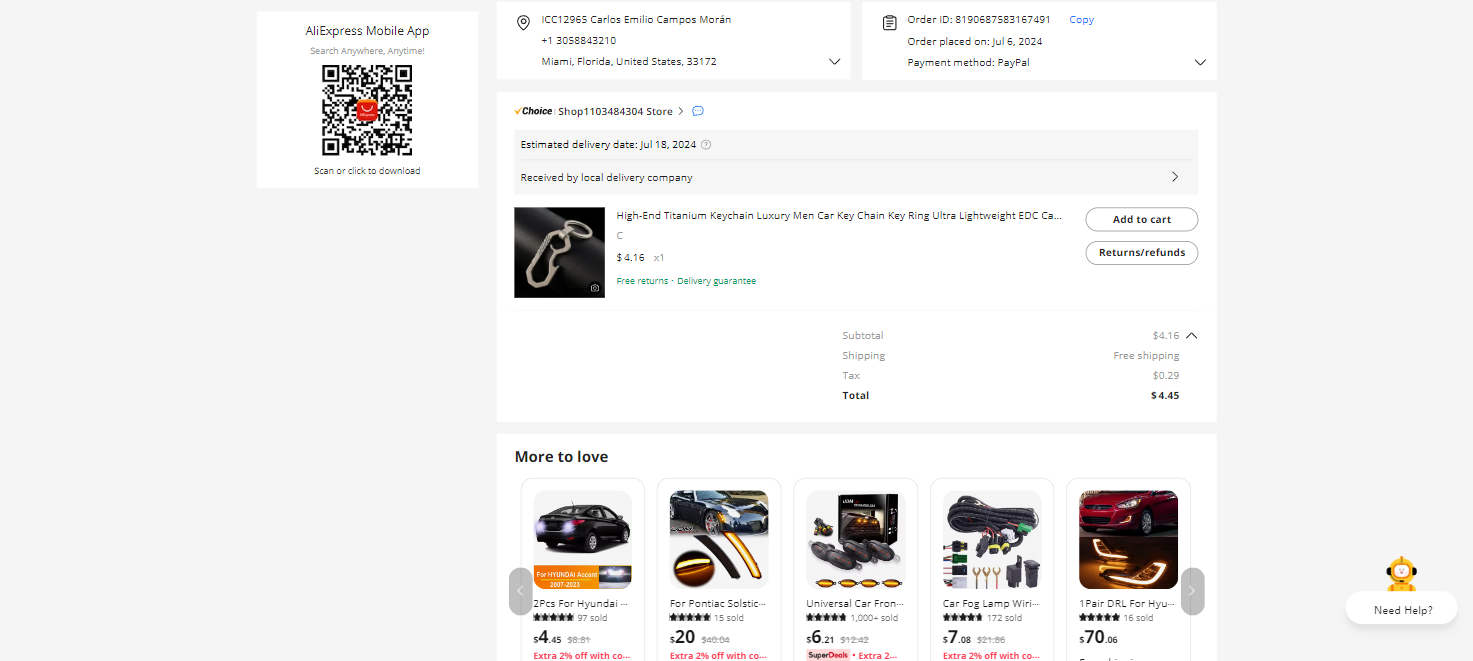 AliExpress Mobile App
Search Anywhere, Anytime!
Scan or click to download
ICC12965 Carlos Emilio Campos Morán
+1 3058843210
Miami, Florida, United States, 33172
Order ID: 8190687583167491 Copy
Order placed on: Jul 6, 2024
Payment method: PayPal
Choice Shop1103484304 Store
Estimated delivery date: Jul 18, 2024
Received by local delivery company
High-End Titanium Keychain Luxury Men Car Key Chain Key Ring Ultra Lightweight EDC Ca...
C
$4.16 x1
Free returns · Delivery guarantee
Add to cart
Returns/refunds
Subtotal $4.16
Shipping Free shipping
Tax $0.29
Total $4.45
More to love
For HYUNDAI Accent
2007-2023
2Pcs For Hyundai ...
97 sold
$4.45 $8.81
Extra 2% off with co...
For Pontiac Solstic...
15 sold
$20 $40.04
Extra 2% off with co...
Universal Car Fron...
1,000+ sold
$6.21 $12.42
SuperDeals • Extra 2...
Car Fog Lamp Wiri...
172 sold
$7.08 $21.86
Extra 2% off with co...
1Pair DRL For Hyu...
16 sold
$70.06
Need Help?